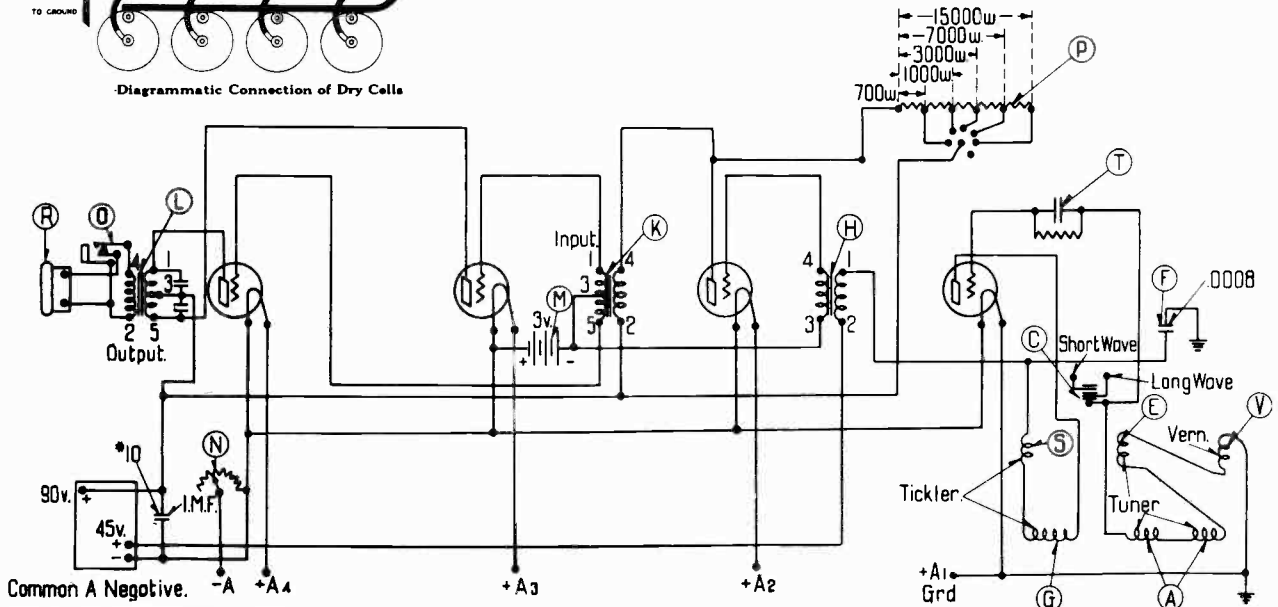 TO GROUND
Diagrammatic Connection of Dry Cells
15000w
7000w
3000w
1000w
700w
P
T
R
O
L
4
1
3
2
5
Output.
Input.
1
4
3
5
2
K
M
3v.
+
-
H
4
1
3
2
F
.0008
C
Short Wave
Long Wave
E
V
Vern.
S
Tickler
Tuner
G
A
*10
N
90v.
+
1.M.F.
45v.
+
-
Common A Negotive.
-A
+A4
+A3
+A2
+A1
Grd